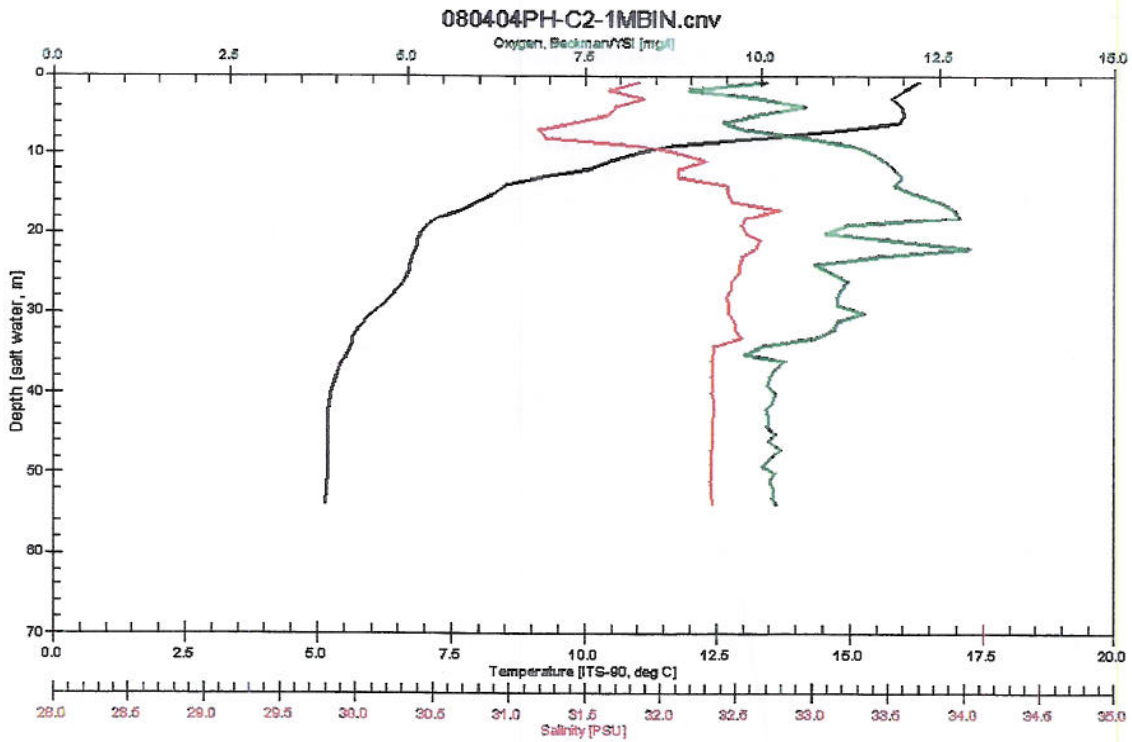 080404PH-C2-1MBIN.cnv
Oxygen, Beckman/YSI [mg/l]
0.0 2.5 5.0 7.5 10.0 12.5 15.0
0
10
20
30
40
50
60
70
Depth [salt water, m]
0.0 2.5 5.0 7.5 10.0 12.5 15.0 17.5 20.0
Temperature [ITS-90, deg C]
28.0 28.5 29.0 29.5 30.0 30.5 31.0 31.5 32.0 32.5 33.0 33.5 34.0 34.5 35.0
Salinity [PSU]